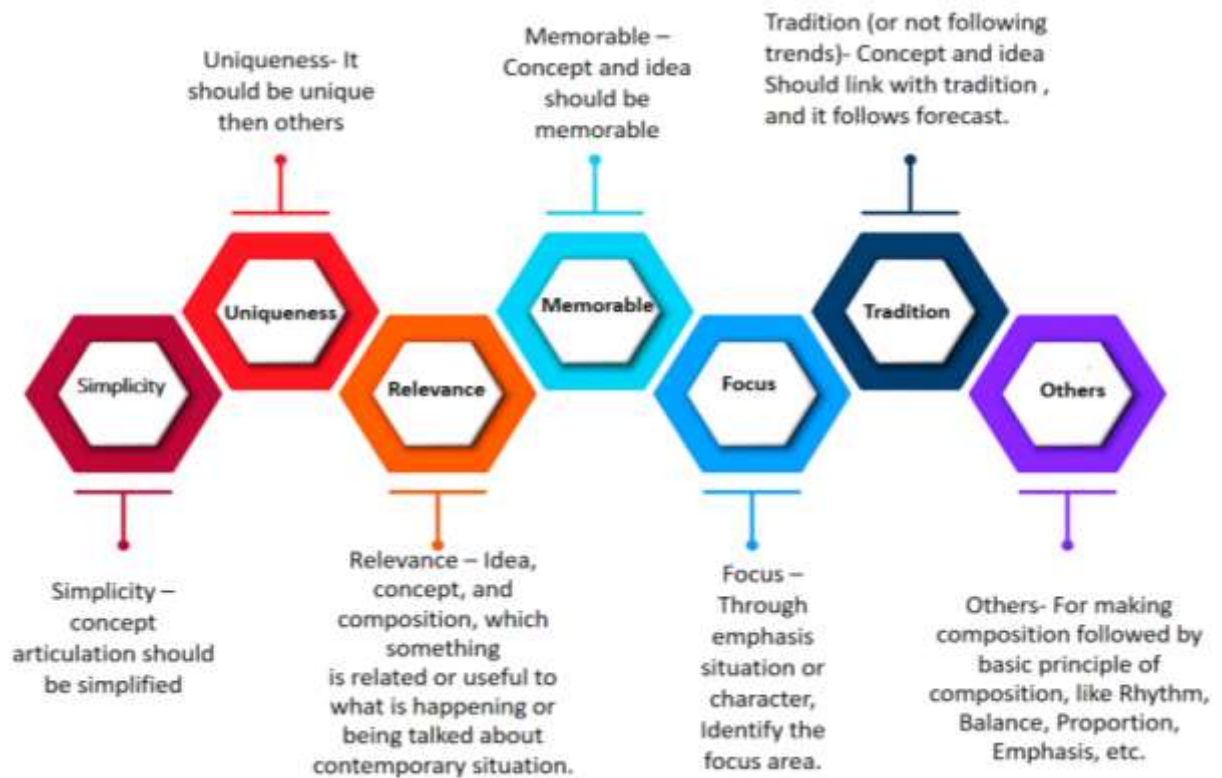 Uniqueness- It
should be unique
then others
Memorable –
Concept and idea
should be
memorable
Tradition (or not following
trends)- Concept and idea
Should link with tradition ,
and it follows forecast.
Simplicity
Uniqueness
Relevance
Memorable
Focus
Tradition
Others
Simplicity –
concept
articulation should
be simplified
Relevance – Idea,
concept, and
composition, which
something
is related or useful to
what is happening or
being talked about
contemporary situation.
Focus –
Through
emphasis
situation or
character,
Identify the
focus area.
Others- For making
composition followed by
basic principle of
composition, like Rhythm,
Balance, Proportion,
Emphasis, etc.